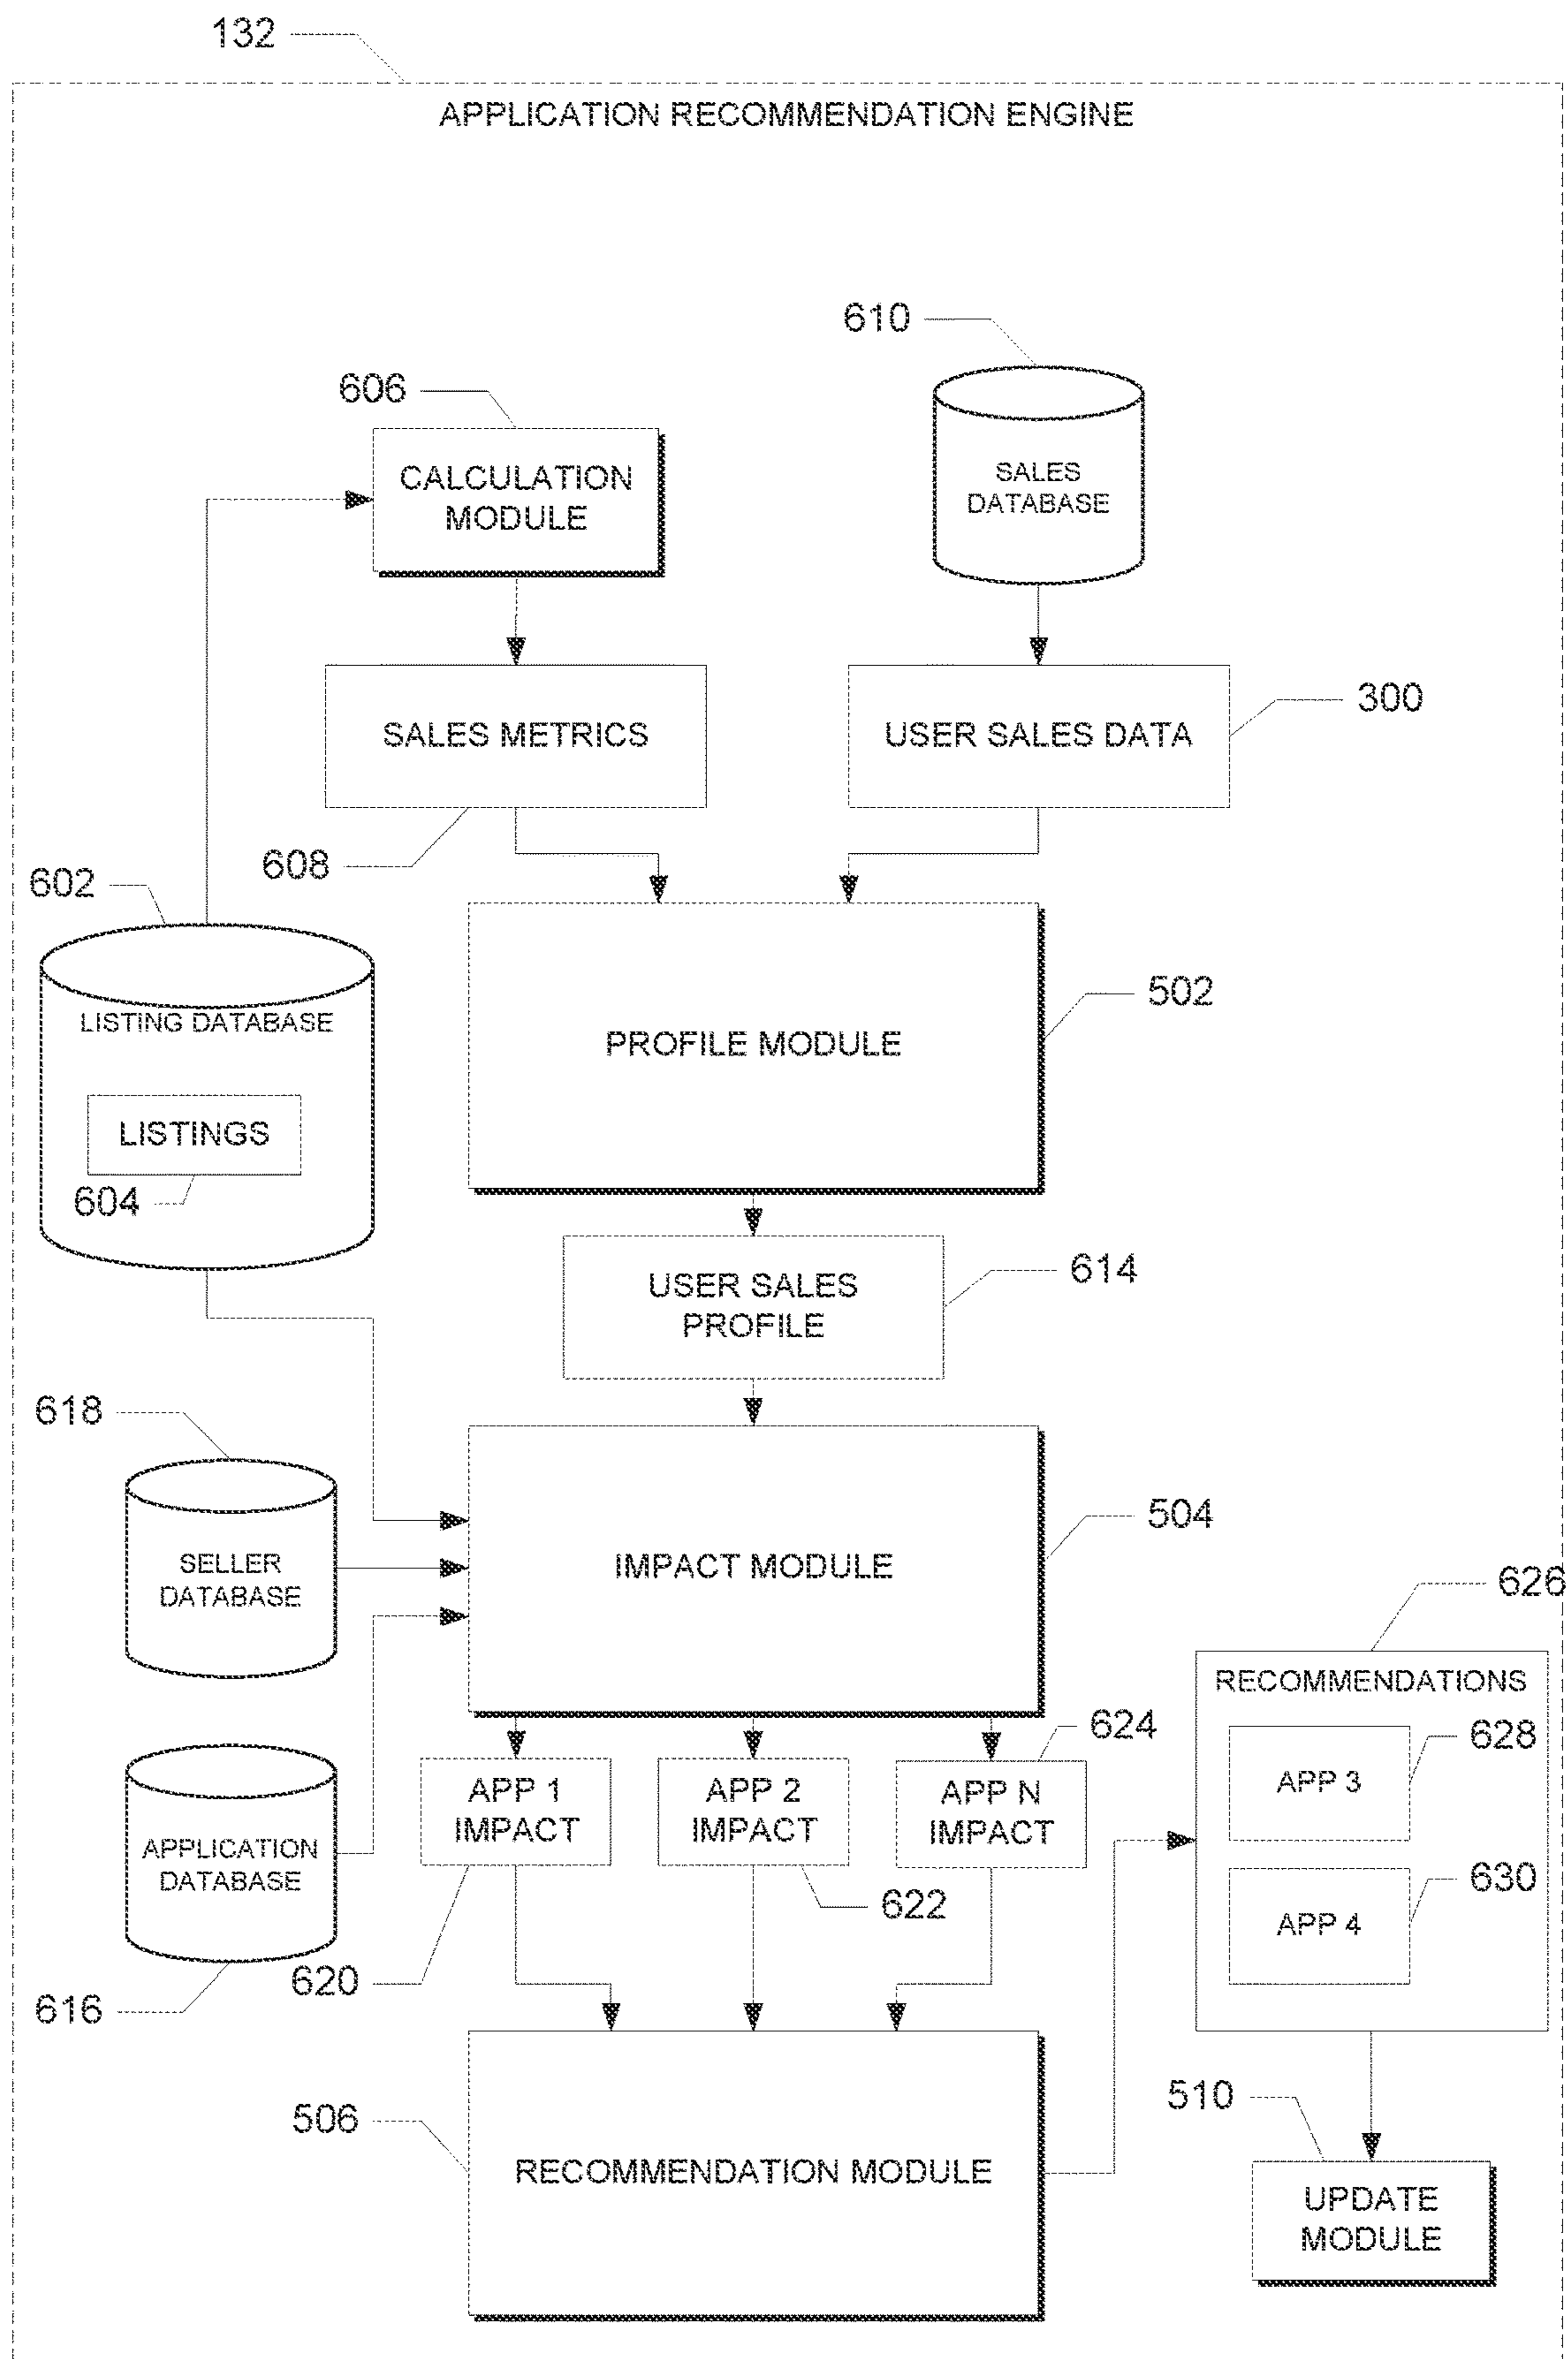 132
APPLICATION RECOMMENDATION ENGINE
610
606
CALCULATION
MODULE
SALES
DATABASE
SALES METRICS
USER SALES DATA
300
608
602
LISTING DATABASE
LISTINGS
604
PROFILE MODULE
502
USER SALES
PROFILE
614
618
SELLER
DATABASE
IMPACT MODULE
504
626
RECOMMENDATIONS
APP 3
628
APP 4
630
APPLICATION
DATABASE
616
APP 1
IMPACT
620
APP 2
IMPACT
622
APP N
IMPACT
624
506
RECOMMENDATION MODULE
510
UPDATE
MODULE